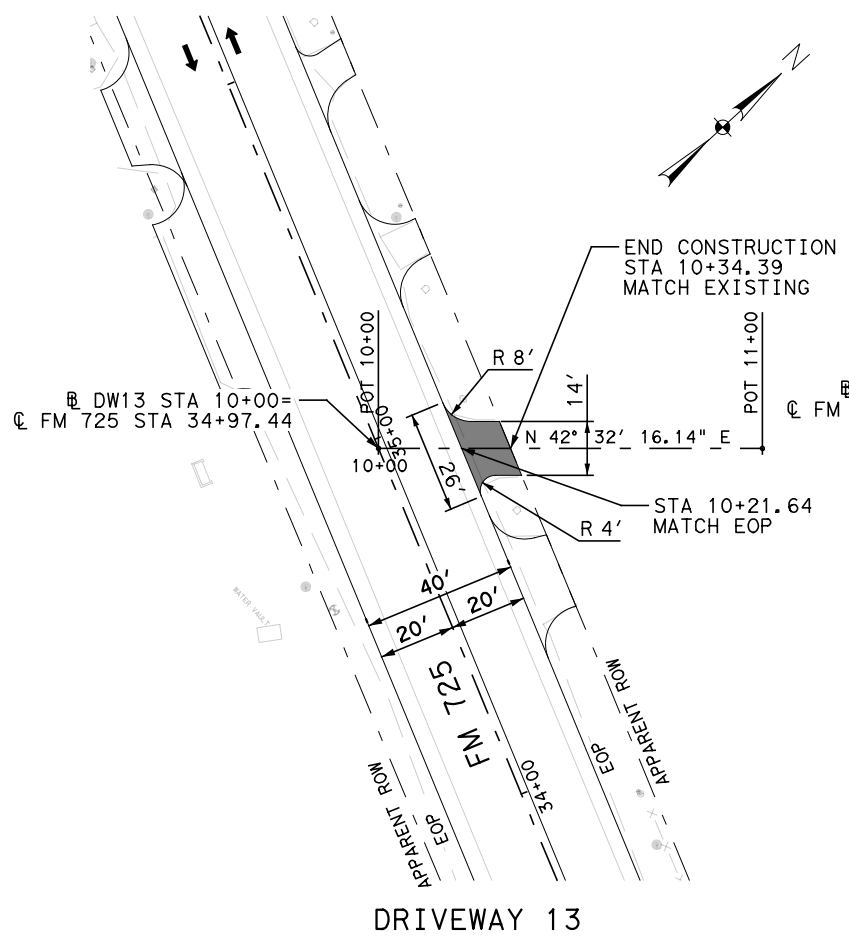 N
END CONSTRUCTION
STA 10+34.39
MATCH EXISTING
POT 10+00
POT 11+00
R 8'
14'
℄ DW13 STA 10+00=
℄ FM 725 STA 34+97.44
℄ FM
35+00
10+00
N 42° 32' 16.14" E
26'
STA 10+21.64
MATCH EOP
R 4'
40'
20'
20'
WATER VAULT
FM 725
34+00
APPARENT ROW
EOP
EOP
APPARENT ROW
DRIVEWAY 13